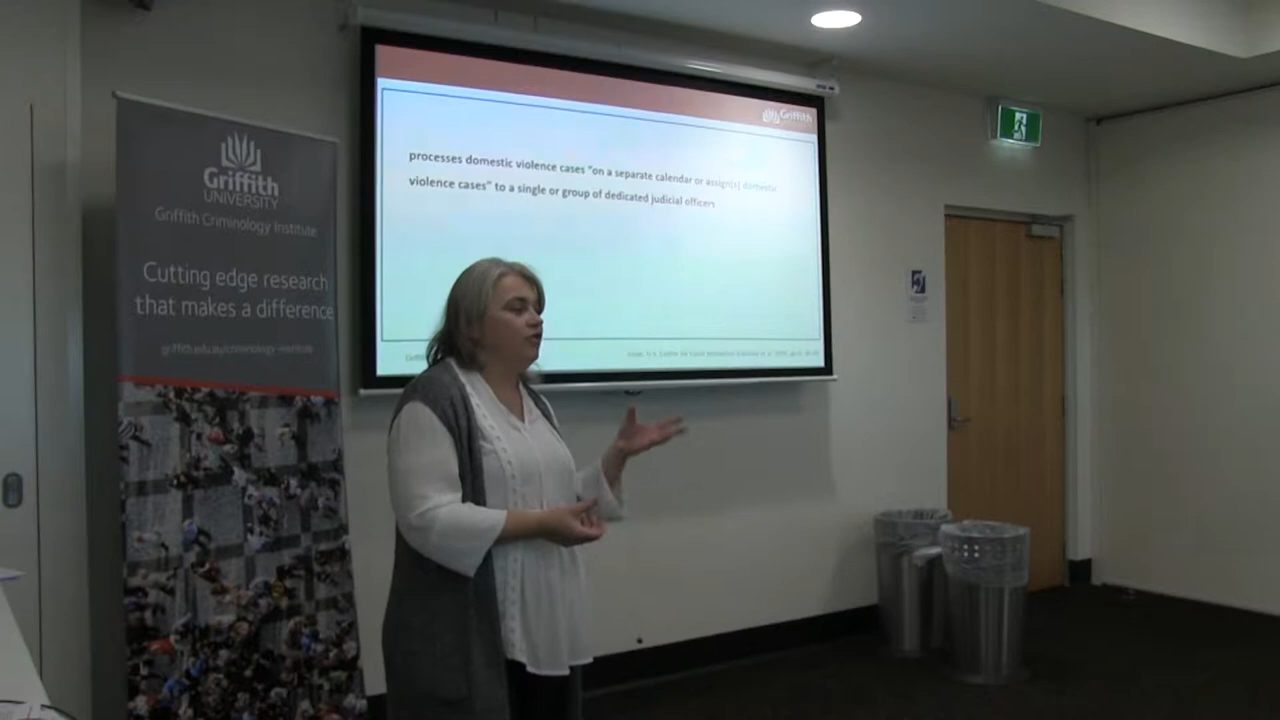 Griffith
UNIVERSITY
Griffith Criminology Institute
Cutting edge research
that makes a difference
griffith.edu.au/criminology-institute
Griffith
processes domestic violence cases "on a separate calendar or assign[s] domestic
violence cases" to a single or group of dedicated judicial officers